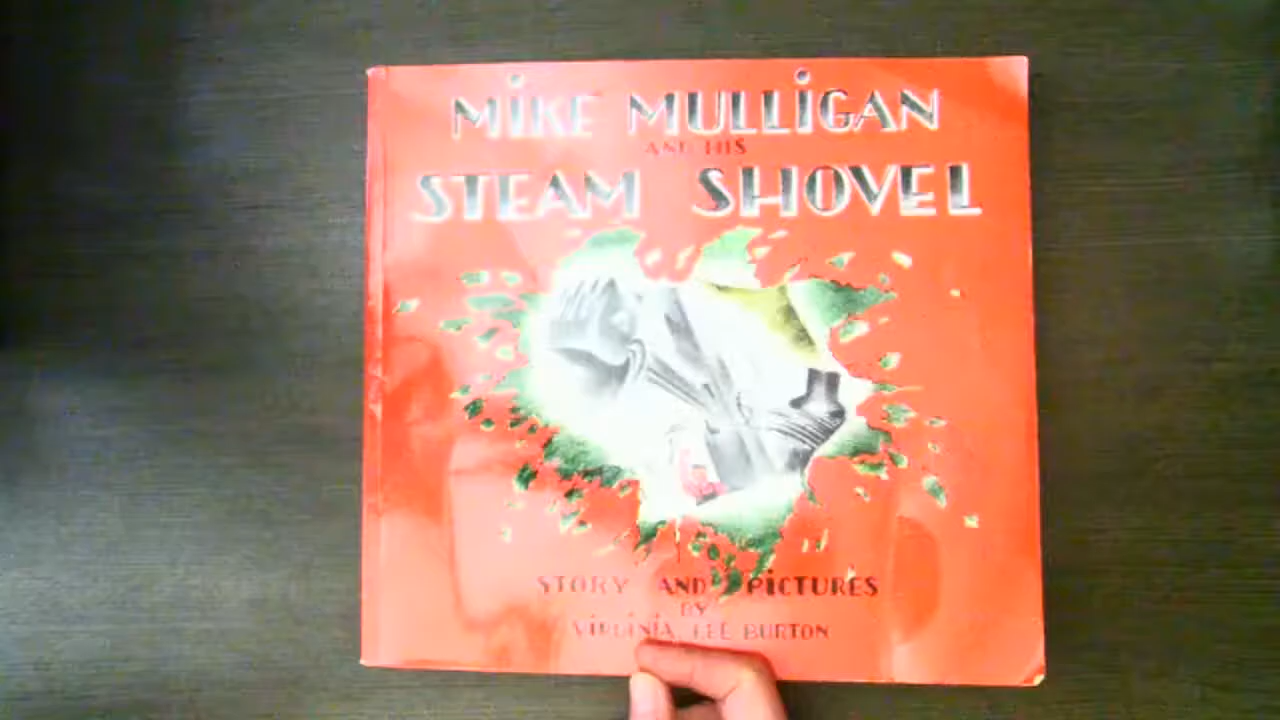 MiKE MULLiGAN
AND HIS
STEAM SHOVEL
STORY AND PiCTURES
BY
ViRGiNiA LEE BURTON